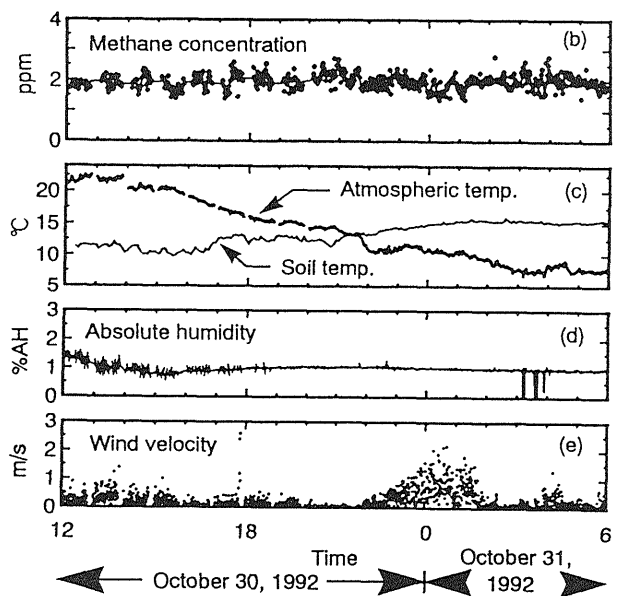 4
Methane concentration
(b)
ppm
2
0
20
Atmospheric temp.
(c)
15
°C
10
Soil temp.
5
3
Absolute humidity
(d)
2
%AH
1
0
3
Wind velocity
(e)
2
m/s
1
0
12
18
0
6
Time
October 30, 1992
October 31,
1992